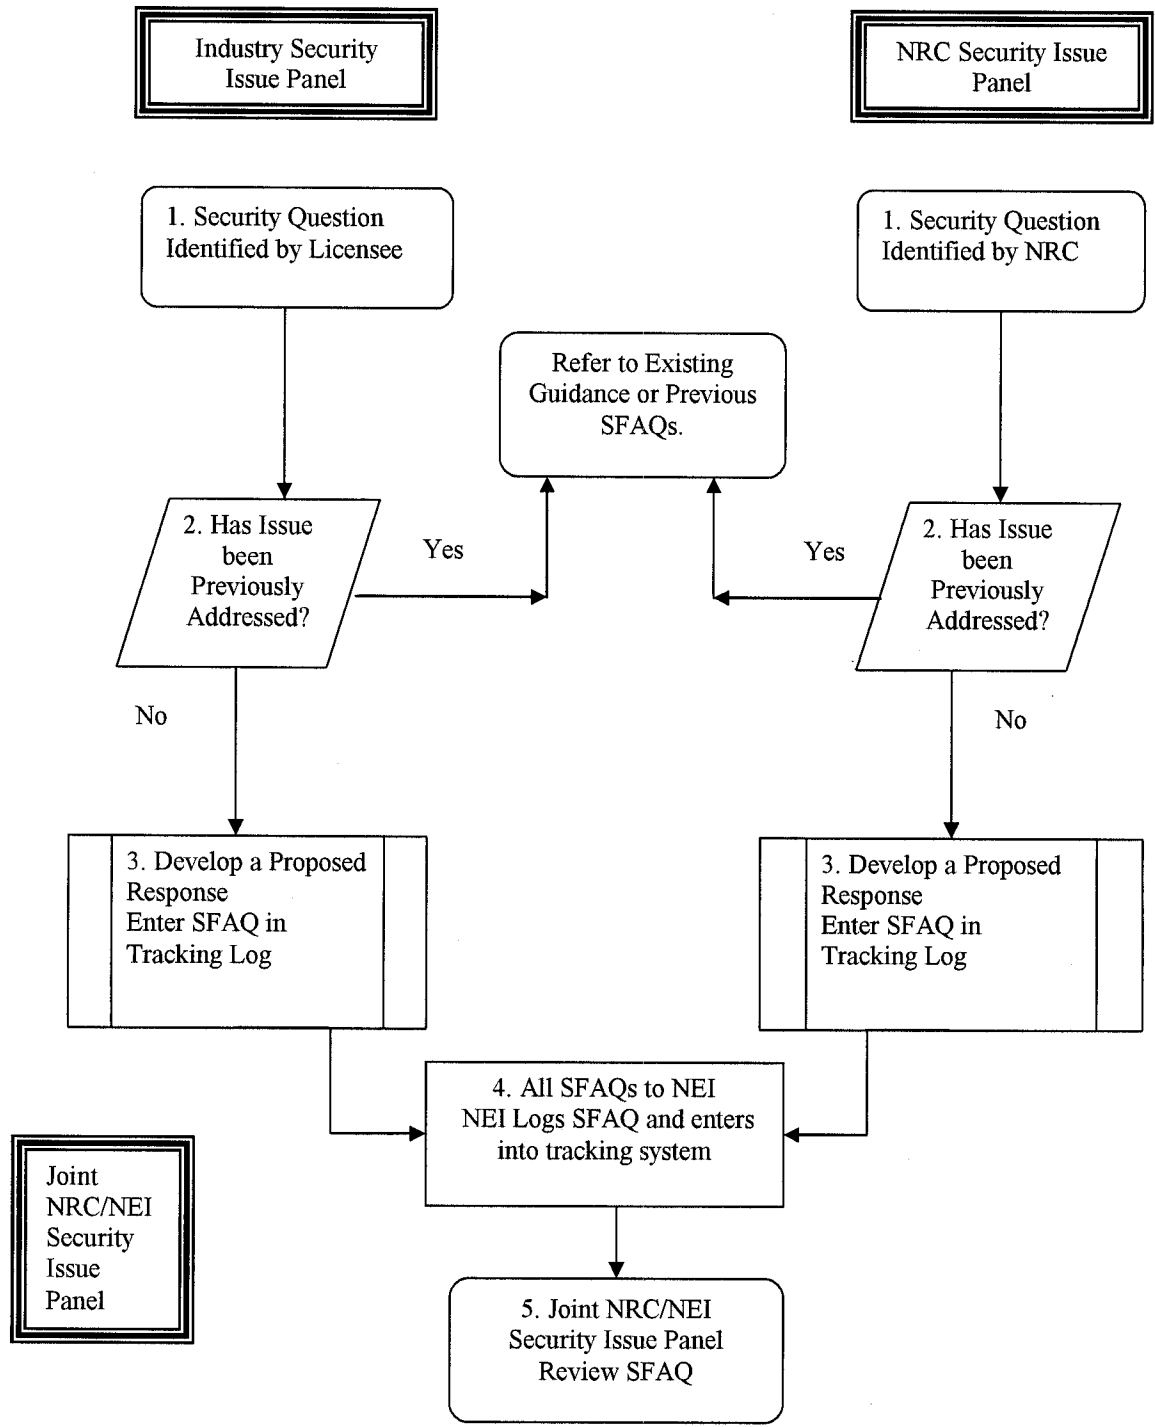 Industry Security
Issue Panel
NRC Security Issue
Panel
1. Security Question
Identified by Licensee
1. Security Question
Identified by NRC
Refer to Existing
Guidance or Previous
SFAQs.
2. Has Issue
been
Previously
Addressed?
Yes
Yes
2. Has Issue
been
Previously
Addressed?
No
No
3. Develop a Proposed
Response
Enter SFAQ in
Tracking Log
3. Develop a Proposed
Response
Enter SFAQ in
Tracking Log
4. All SFAQs to NEI
NEI Logs SFAQ and enters
into tracking system
Joint
NRC/NEI
Security
Issue
Panel
5. Joint NRC/NEI
Security Issue Panel
Review SFAQ